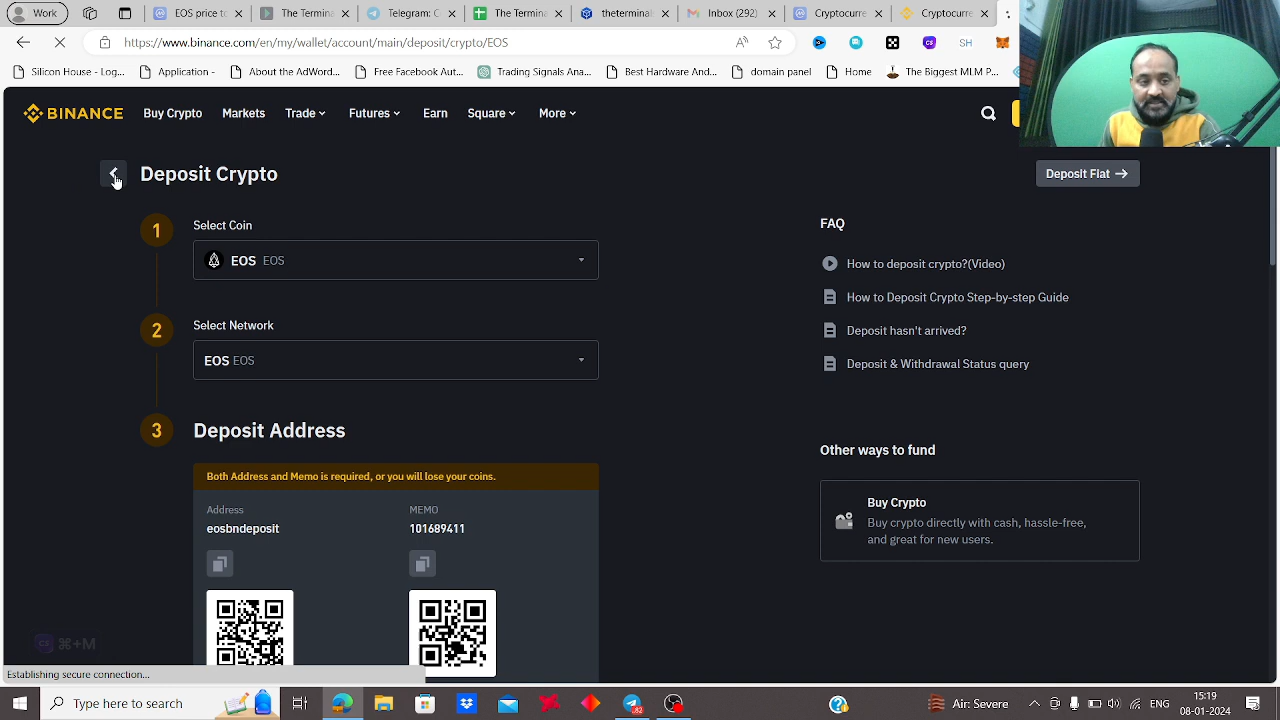 Work
EOS price to
The Termina
Telegram: C
The Termina
theterminal
Inbox (292)
Cryptocurre
Cryptocurre
https://www.binance.com/en/my/wallet/account/main/deposit/crypto/EOS
Silicon House - Log...
Application -
About the Adword...
Free Facebook Aut...
Trading Signals Ana...
Best Hardware And...
domain panel
Home
The Biggest MLM P...
BINANCE
Buy Crypto
Markets
Trade
Futures
Earn
Square
More
Deposit Crypto
Deposit Fiat
1
Select Coin
EOS EOS
2
Select Network
EOS EOS
3
Deposit Address
Both Address and Memo is required, or you will lose your coins.
Address
eosbndeposit
MEMO
101689411
FAQ
How to deposit crypto?(Video)
How to Deposit Crypto Step-by-step Guide
Deposit hasn't arrived?
Deposit & Withdrawal Status query
Other ways to fund
Buy Crypto
Buy crypto directly with cash, hassle-free,
and great for new users.
⌘+M
Establishing secure connection...
Type here to search
82
Air: Severe
15:19
08-01-2024